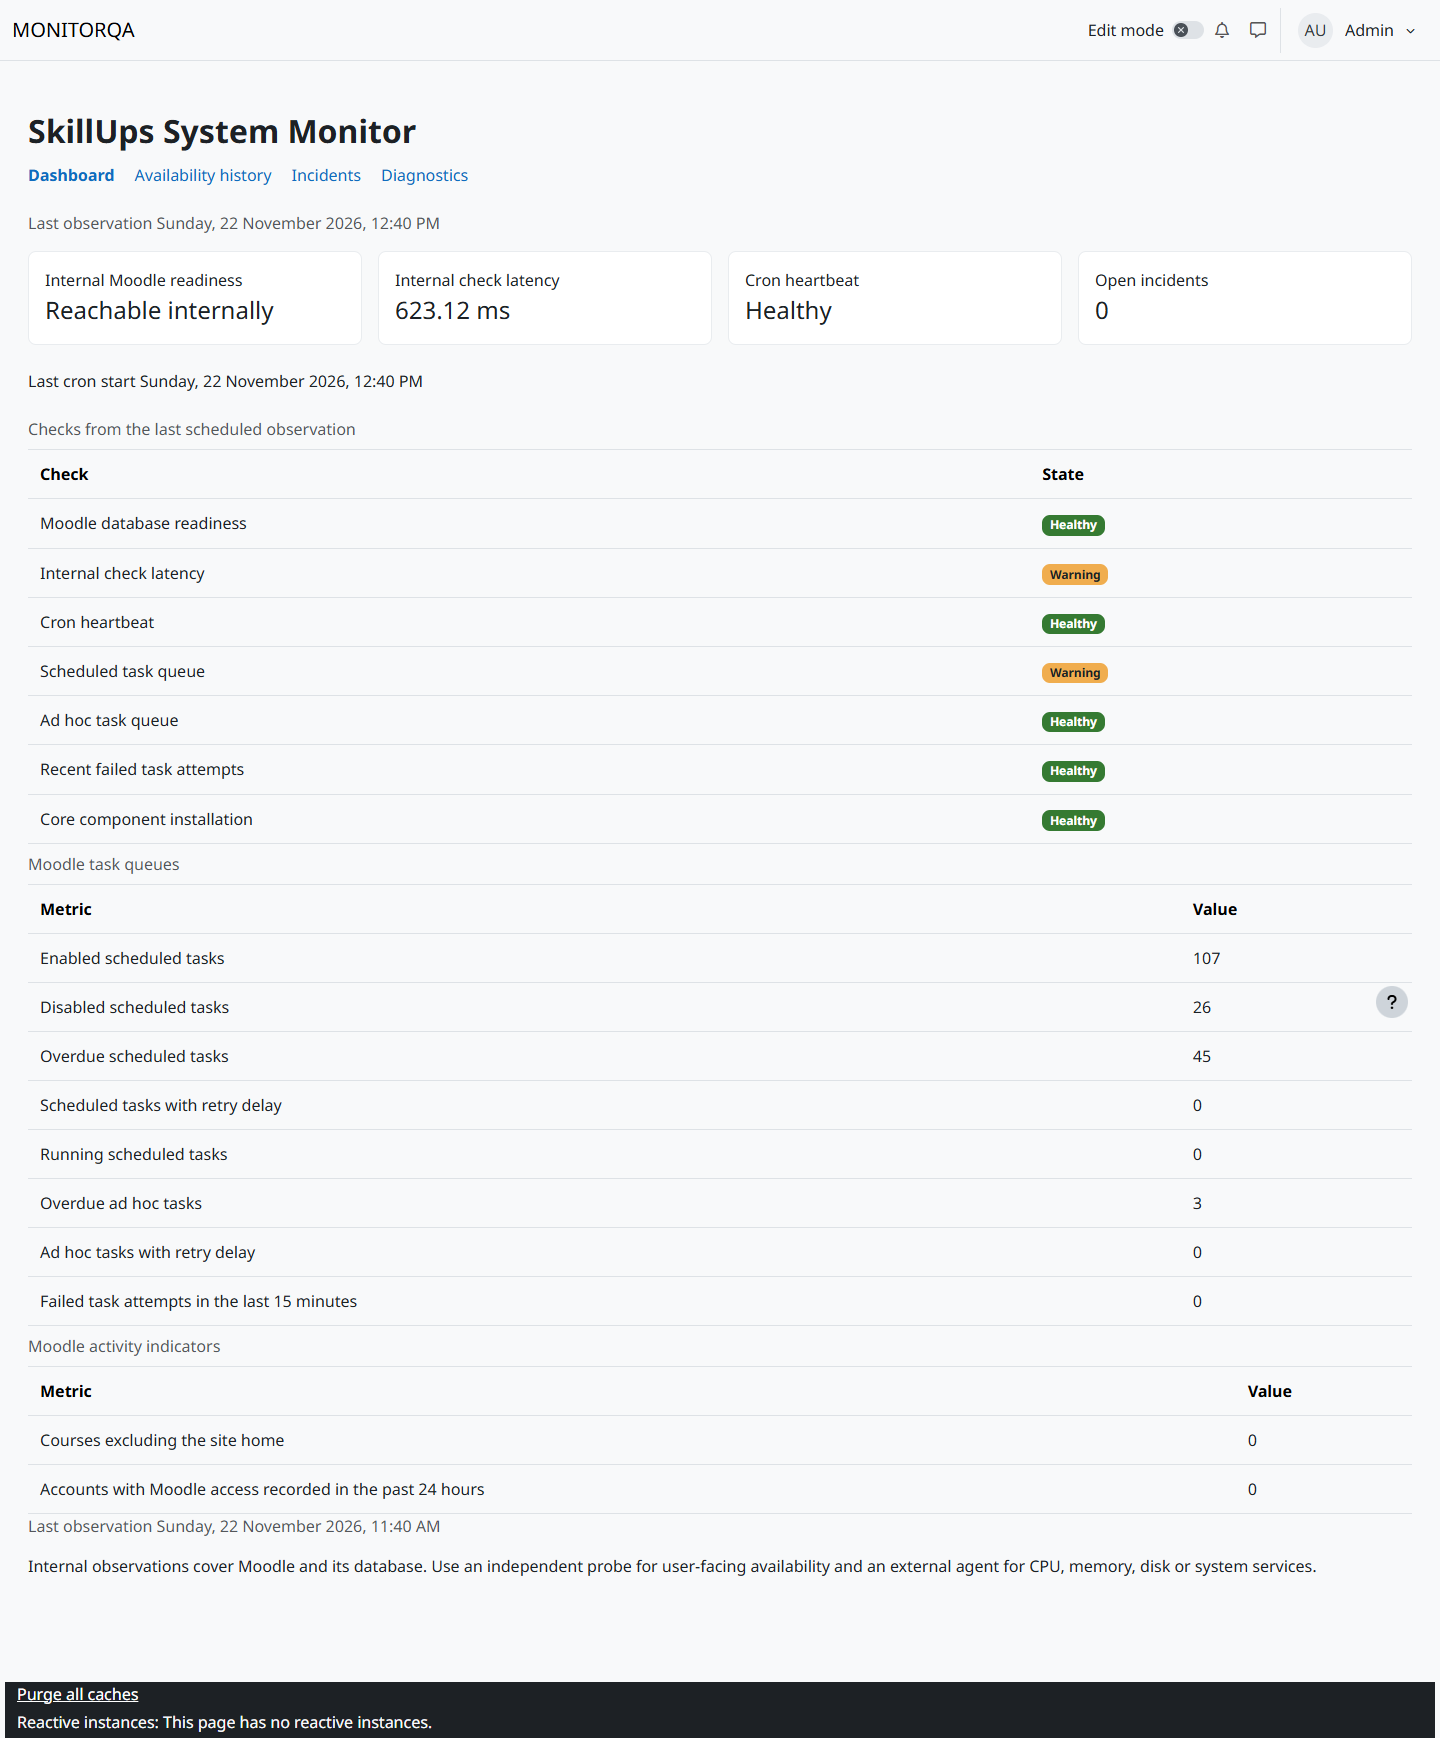 MONITORQA
Edit mode
AU Admin
SkillUps System Monitor
Dashboard Availability history Incidents Diagnostics
Last observation Sunday, 22 November 2026, 12:40 PM
Internal Moodle readiness
Reachable internally
Internal check latency
623.12 ms
Cron heartbeat
Healthy
Open incidents
0
Last cron start Sunday, 22 November 2026, 12:40 PM
Checks from the last scheduled observation
Check State
Moodle database readiness Healthy
Internal check latency Warning
Cron heartbeat Healthy
Scheduled task queue Warning
Ad hoc task queue Healthy
Recent failed task attempts Healthy
Core component installation Healthy
Moodle task queues
Metric Value
Enabled scheduled tasks 107
Disabled scheduled tasks 26 ?
Overdue scheduled tasks 45
Scheduled tasks with retry delay 0
Running scheduled tasks 0
Overdue ad hoc tasks 3
Ad hoc tasks with retry delay 0
Failed task attempts in the last 15 minutes 0
Moodle activity indicators
Metric Value
Courses excluding the site home 0
Accounts with Moodle access recorded in the past 24 hours 0
Last observation Sunday, 22 November 2026, 11:40 AM
Internal observations cover Moodle and its database. Use an independent probe for user-facing availability and an external agent for CPU, memory, disk or system services.
Purge all caches
Reactive instances: This page has no reactive instances.